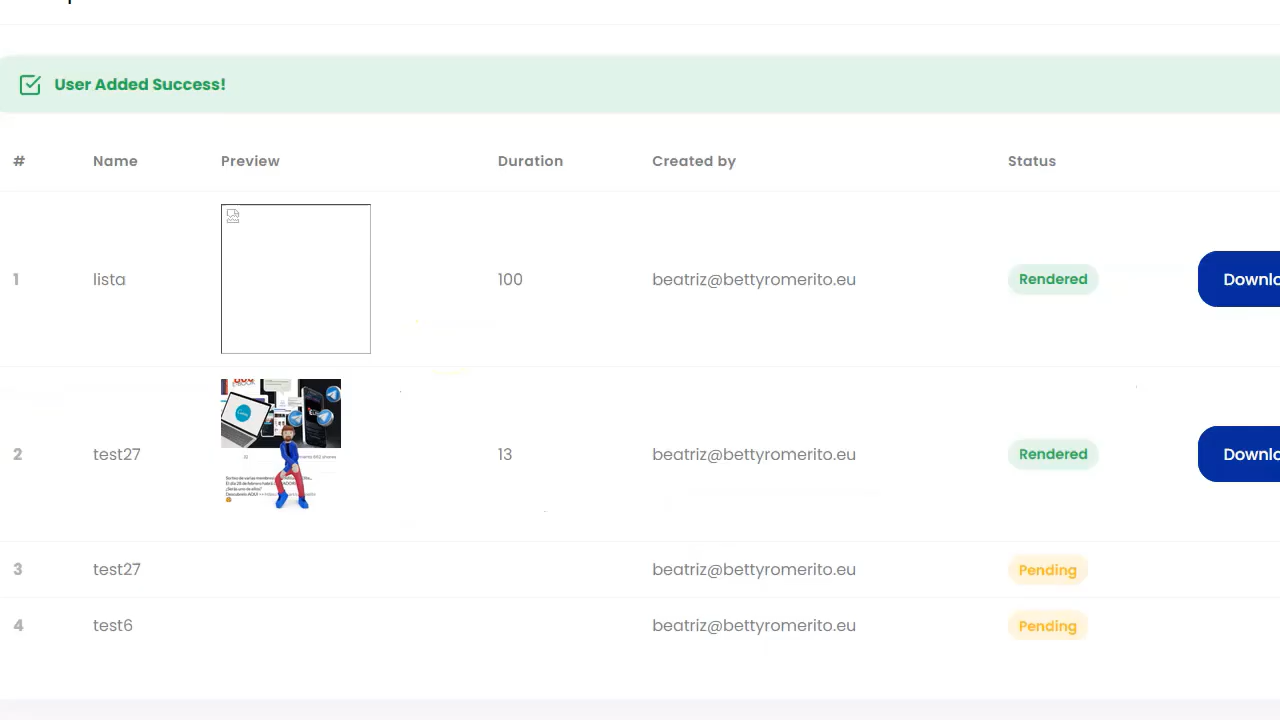 User Added Success!
# Name Preview Duration Created by Status
1 lista 100 beatriz@bettyromerito.eu Rendered Downlo
2 test27 13 beatriz@bettyromerito.eu Rendered Downlo
3 test27 beatriz@bettyromerito.eu Pending
4 test6 beatriz@bettyromerito.eu Pending